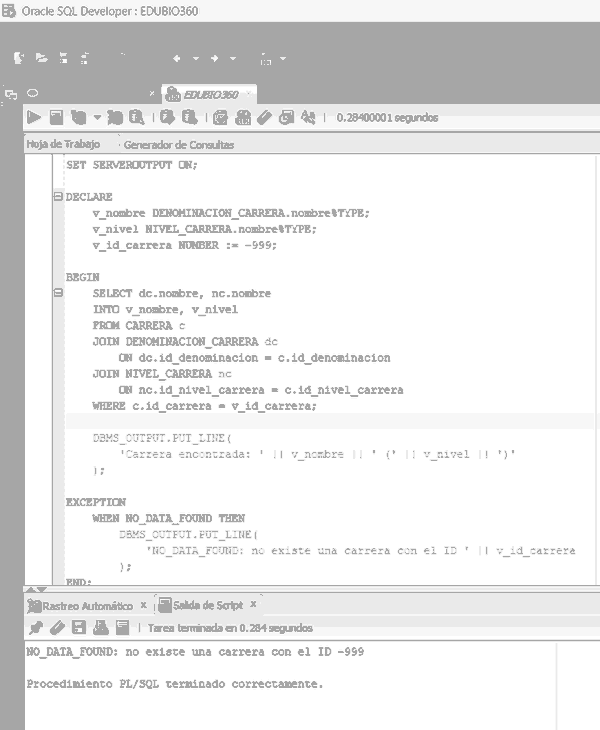 Oracle SQL Developer : EDUBIO360
EDUBIO360
0.28400001 segundos
Hoja de Trabajo Generador de Consultas
SET SERVEROUTPUT ON;
DECLARE
v_nombre DENOMINACION_CARRERA.nombre%TYPE;
v_nivel NIVEL_CARRERA.nombre%TYPE;
v_id_carrera NUMBER := -999;
BEGIN
SELECT dc.nombre, nc.nombre
INTO v_nombre, v_nivel
FROM CARRERA c
JOIN DENOMINACION_CARRERA dc
ON dc.id_denominacion = c.id_denominacion
JOIN NIVEL_CARRERA nc
ON nc.id_nivel_carrera = c.id_nivel_carrera
WHERE c.id_carrera = v_id_carrera;
DBMS_OUTPUT.PUT_LINE(
'Carrera encontrada: ' || v_nombre || ' (' || v_nivel || ')'
);
EXCEPTION
WHEN NO_DATA_FOUND THEN
DBMS_OUTPUT.PUT_LINE(
'NO_DATA_FOUND: no existe una carrera con el ID ' || v_id_carrera
);
END;
Rastreo Automático x Salida de Script x
Tarea terminada en 0.284 segundos
NO_DATA_FOUND: no existe una carrera con el ID -999
Procedimiento PL/SQL terminado correctamente.